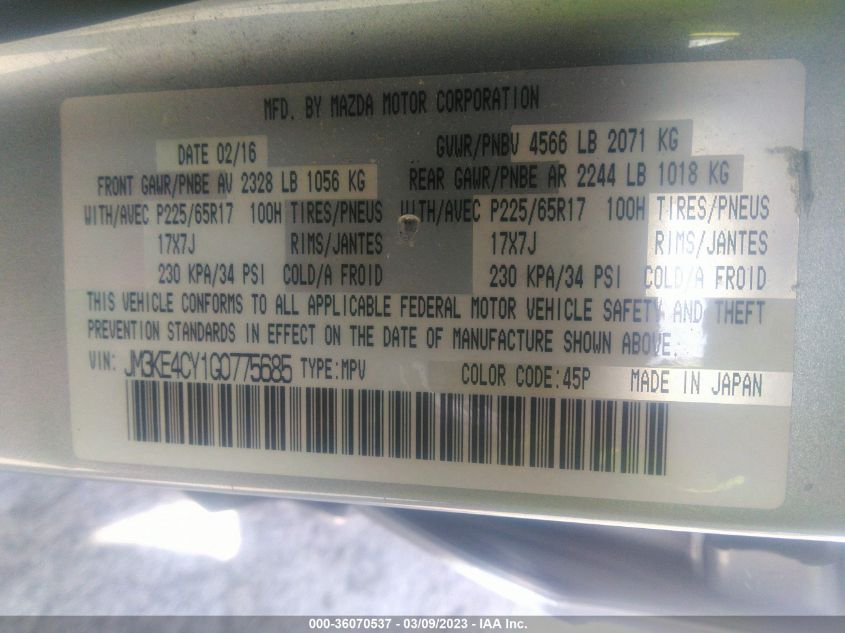 MFD. BY MAZDA MOTOR CORPORATION
DATE 02/16 GVWR/PNBV 4566 LB 2071 KG
FRONT GAWR/PNBE AV 2328 LB 1056 KG REAR GAWR/PNBE AR 2244 LB 1018 KG
WITH/AVEC P225/65R17 100H TIRES/PNEUS WITH/AVEC P225/65R17 100H TIRES/PNEUS
17X7J RIMS/JANTES 17X7J RIMS/JANTES
230 KPA/34 PSI COLD/A FROID 230 KPA/34 PSI COLD/A FROID
THIS VEHICLE CONFORMS TO ALL APPLICABLE FEDERAL MOTOR VEHICLE SAFETY AND THEFT
PREVENTION STANDARDS IN EFFECT ON THE DATE OF MANUFACTURE SHOWN ABOVE.
VIN: JM3KE4CY1G0775685 TYPE:MPV COLOR CODE:45P MADE IN JAPAN
000-36070537 - 03/09/2023 - IAA Inc.